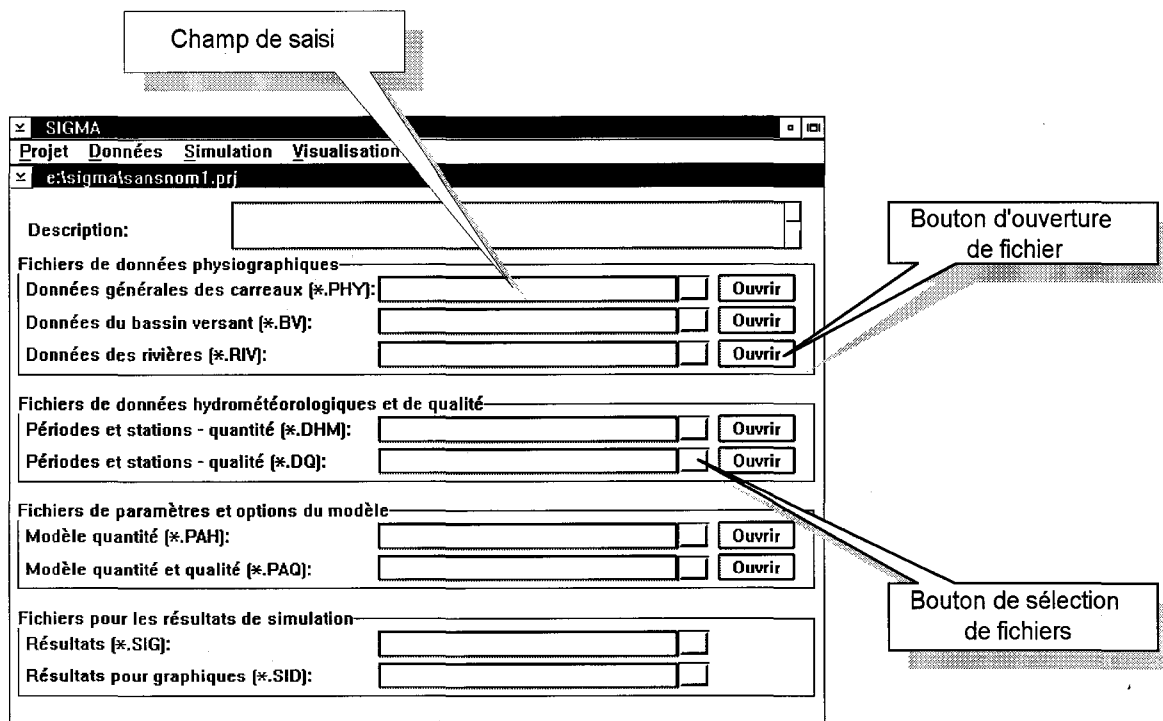 Champ de saisi
SIGMA
Projet Données Simulation Visualisation
e:\sigma\sansnom1.prj
Description:
Bouton d'ouverture
de fichier
Fichiers de données physiographiques
Données générales des carreaux (*.PHY): Ouvrir
Données du bassin versant (*.BV): Ouvrir
Données des rivières (*.RIV): Ouvrir
Fichiers de données hydrométéorologiques et de qualité
Périodes et stations - quantité (*.DHM): Ouvrir
Périodes et stations - qualité (*.DQ): Ouvrir
Fichiers de paramètres et options du modèle
Modèle quantité (*.PAH): Ouvrir
Modèle quantité et qualité (*.PAQ): Ouvrir
Bouton de sélection
de fichiers
Fichiers pour les résultats de simulation
Résultats (*.SIG):
Résultats pour graphiques (*.SID):